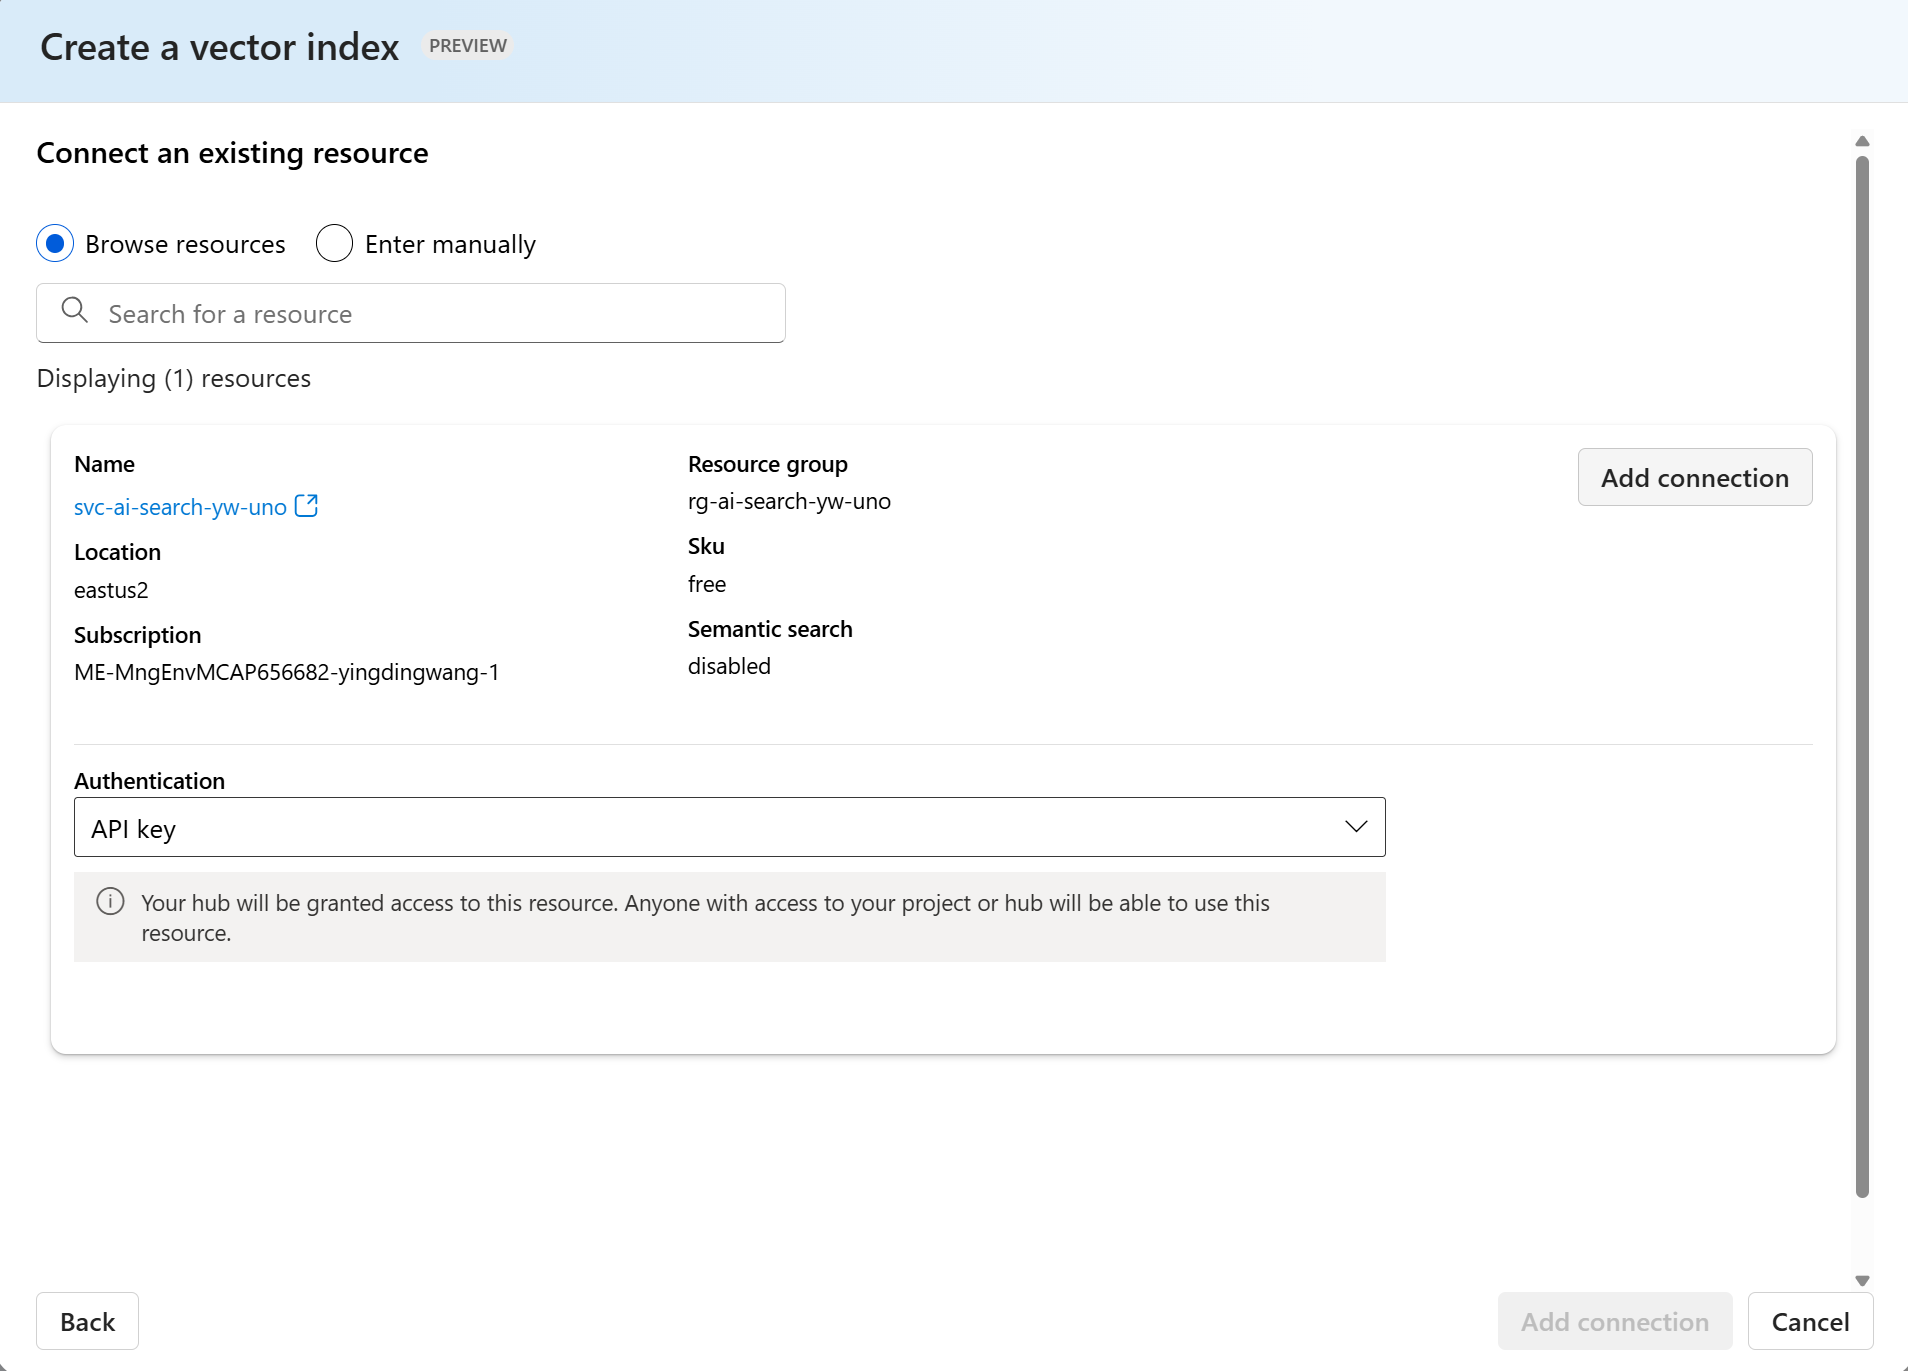 Create a vector index PREVIEW
Connect an existing resource
Browse resources Enter manually
Search for a resource
Displaying (1) resources
Name
svc-ai-search-yw-uno
Location
eastus2
Subscription
ME-MngEnvMCAP656682-yingdingwang-1
Resource group
rg-ai-search-yw-uno
Sku
free
Semantic search
disabled
Add connection
Authentication
API key
Your hub will be granted access to this resource. Anyone with access to your project or hub will be able to use this
resource.
Back
Add connection
Cancel